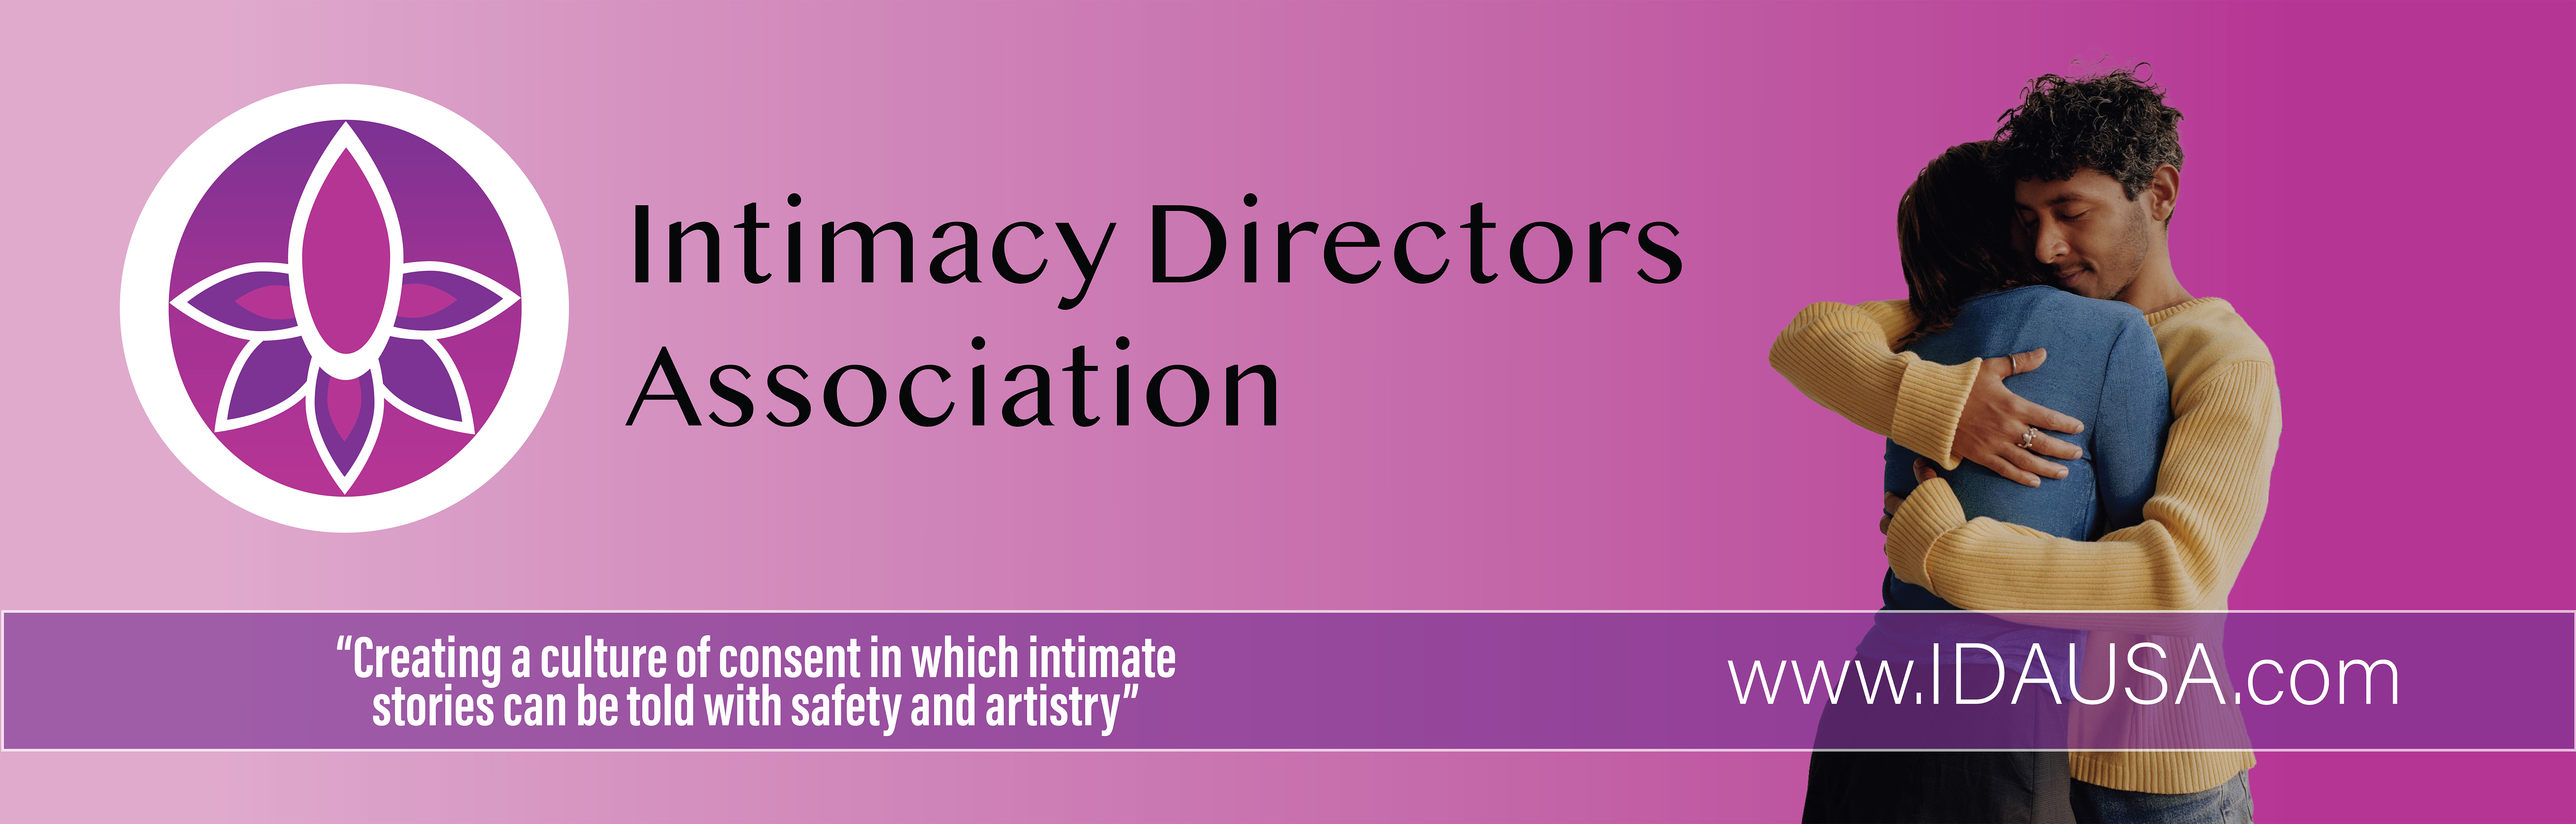 Intimacy Directors
Association
“Creating a culture of consent in which intimate
stories can be told with safety and artistry”
www.IDAUSA.com